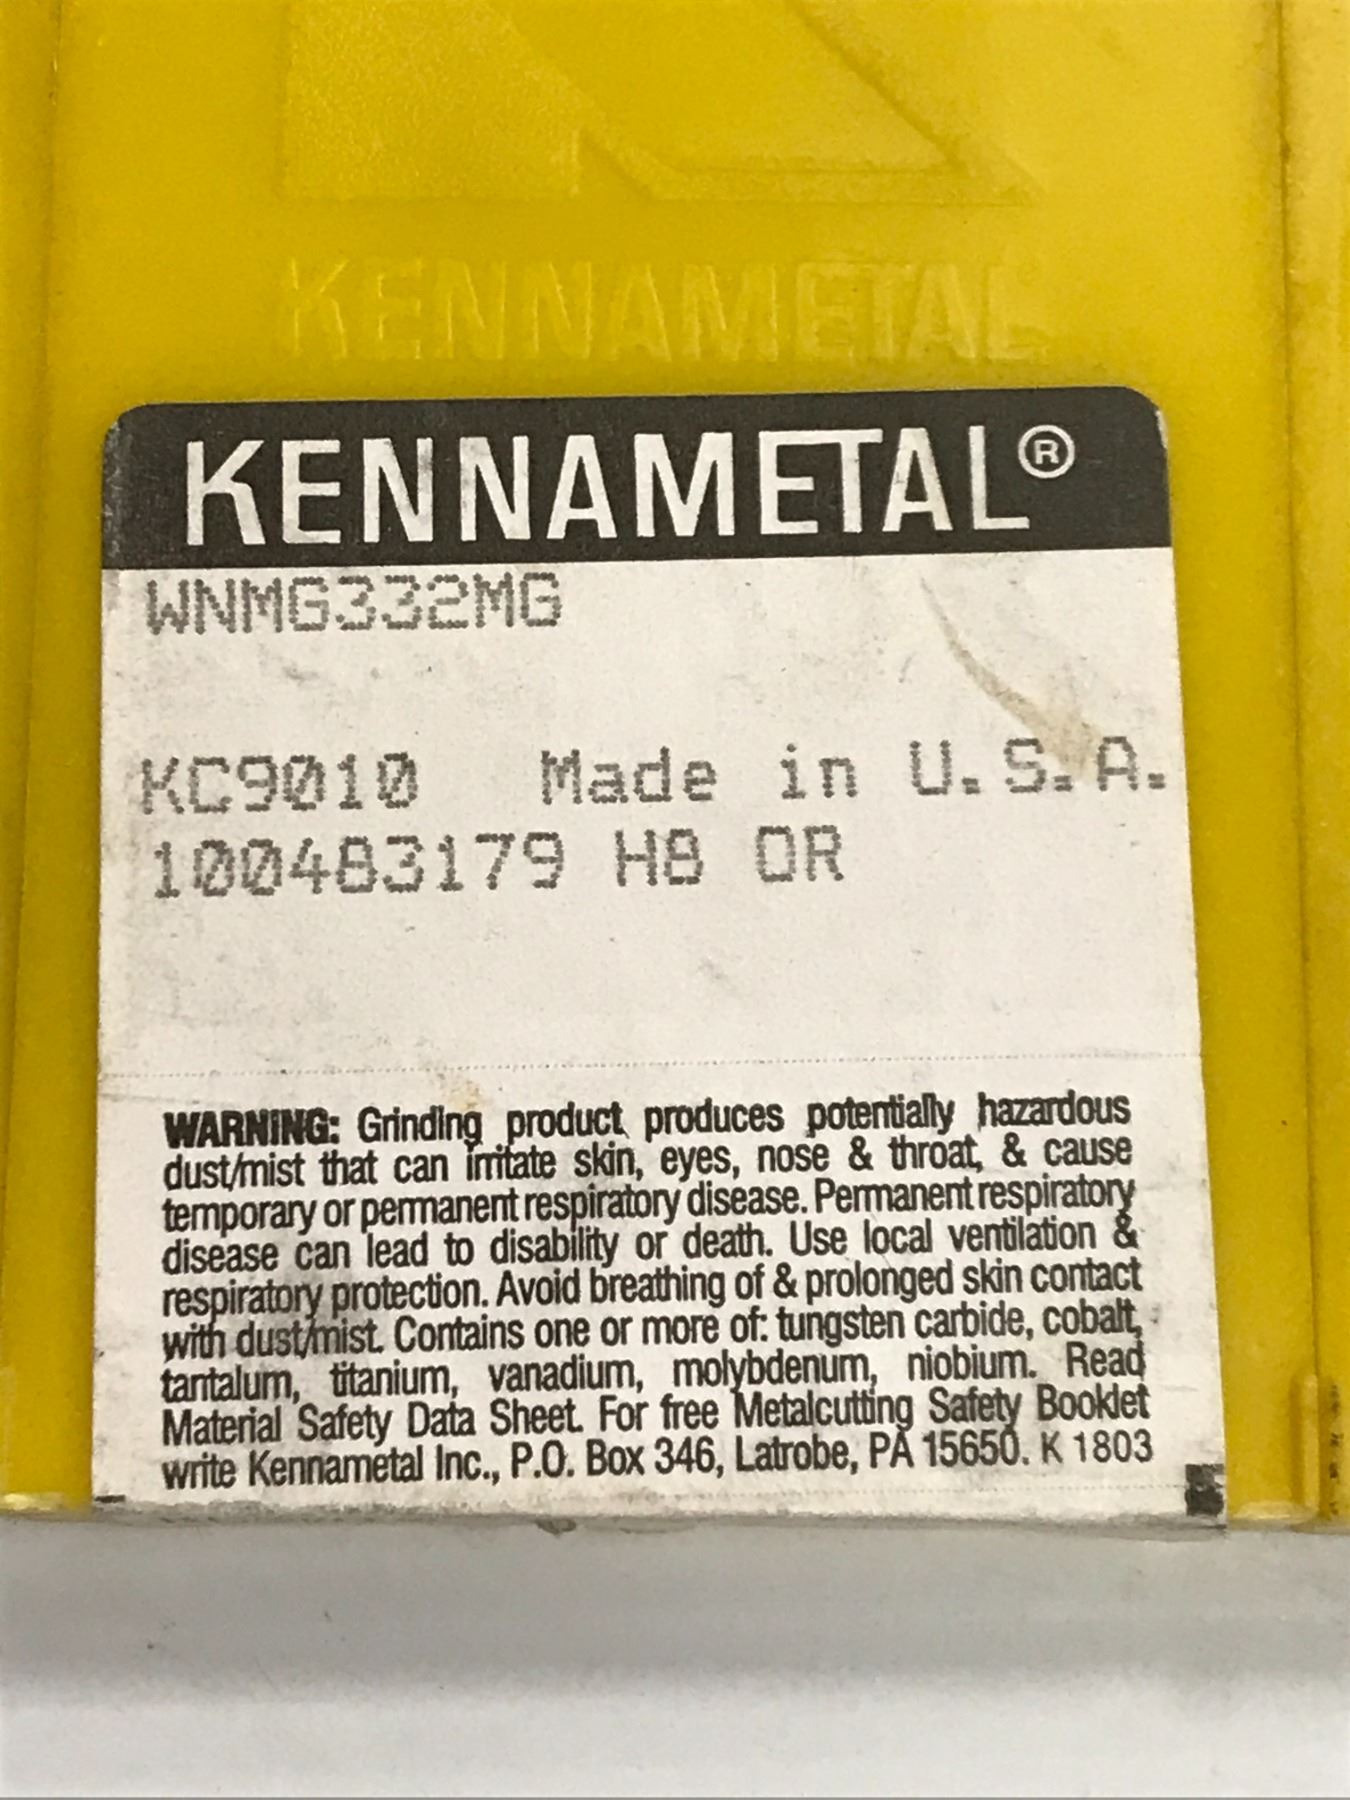 KENNAMETAL
KENNAMETAL®
WNMG332MG
KC9010 Made in U.S.A.
100483179 H8 OR
WARNING: Grinding product produces potentially hazardous
dust/mist that can irritate skin, eyes, nose & throat, & cause
temporary or permanent respiratory disease. Permanent respiratory
disease can lead to disability or death. Use local ventilation &
respiratory protection. Avoid breathing of & prolonged skin contact
with dust/mist. Contains one or more of: tungsten carbide, cobalt,
tantalum, titanium, vanadium, molybdenum, niobium. Read
Material Safety Data Sheet. For free Metalcutting Safety Booklet
write Kennametal Inc., P.O. Box 346, Latrobe, PA 15650. K 1803